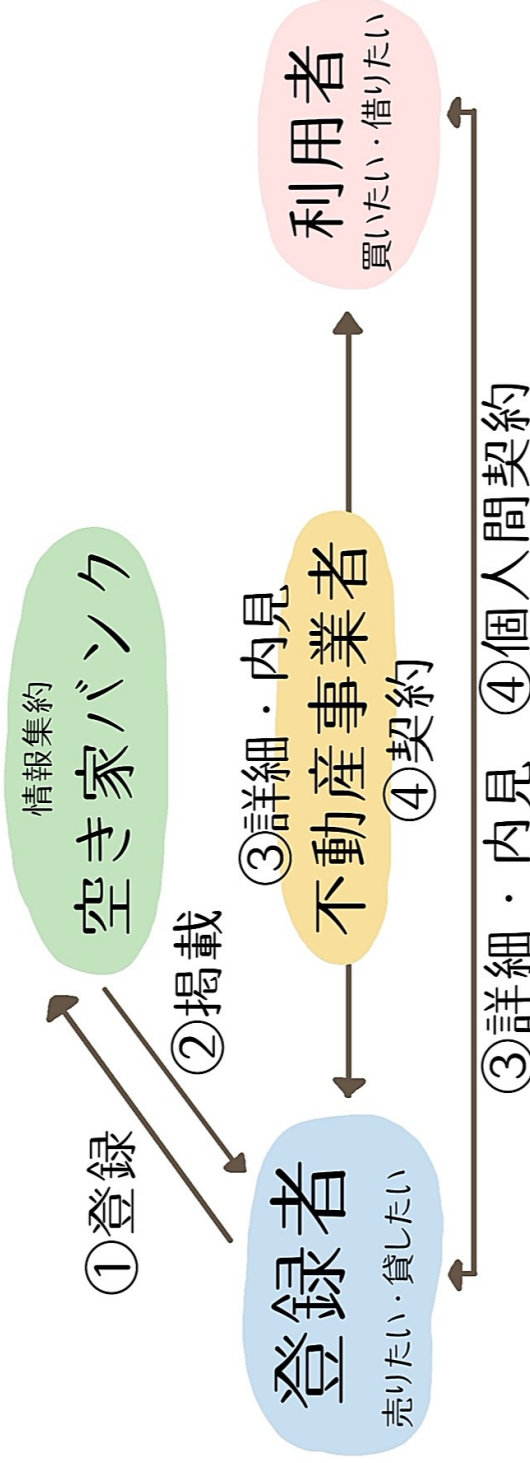 情報集約
空き家バンク
①登録
②掲載
③詳細・内見
登録者
売りたい・貸したい
不動産事業者
④契約
利用者
買いたい・借りたい
③詳細・内見 ④個人間契約